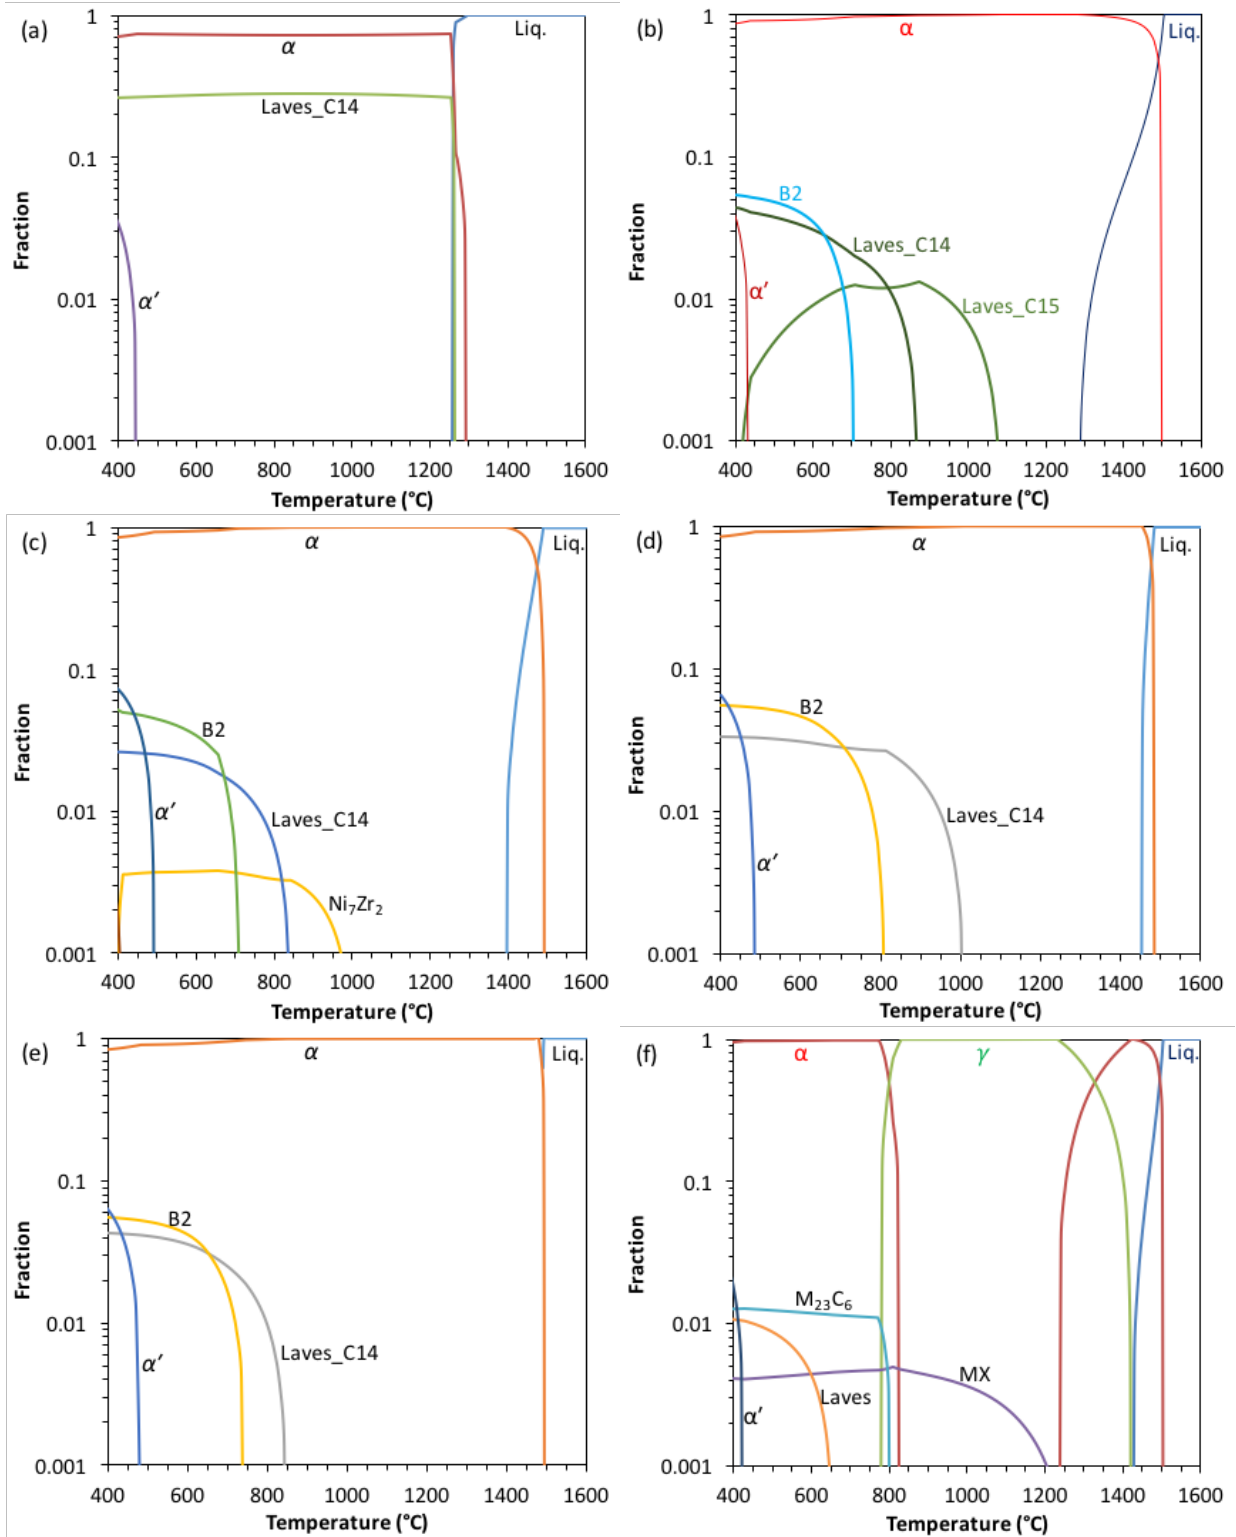 (a)
1
0.1
0.01
0.001
Fraction
α
Laves_C14
α′
Liq.
400 600 800 1000 1200 1400 1600
Temperature (°C)
(b)
1
0.1
0.01
0.001
Fraction
α
Liq.
B2
Laves_C14
α′
Laves_C15
400 600 800 1000 1200 1400 1600
Temperature (°C)
(c)
1
0.1
0.01
0.001
Fraction
α
Liq.
B2
α′
Laves_C14
Ni₇Zr₂
400 600 800 1000 1200 1400 1600
Temperature (°C)
(d)
1
0.1
0.01
0.001
Fraction
α
Liq.
B2
Laves_C14
α′
400 600 800 1000 1200 1400 1600
Temperature (°C)
(e)
1
0.1
0.01
0.001
Fraction
α
Liq.
B2
α′
Laves_C14
400 600 800 1000 1200 1400 1600
Temperature (°C)
(f)
1
0.1
0.01
0.001
Fraction
α
γ
Liq.
M₂₃C₆
MX
Laves
α′
400 600 800 1000 1200 1400 1600
Temperature (°C)